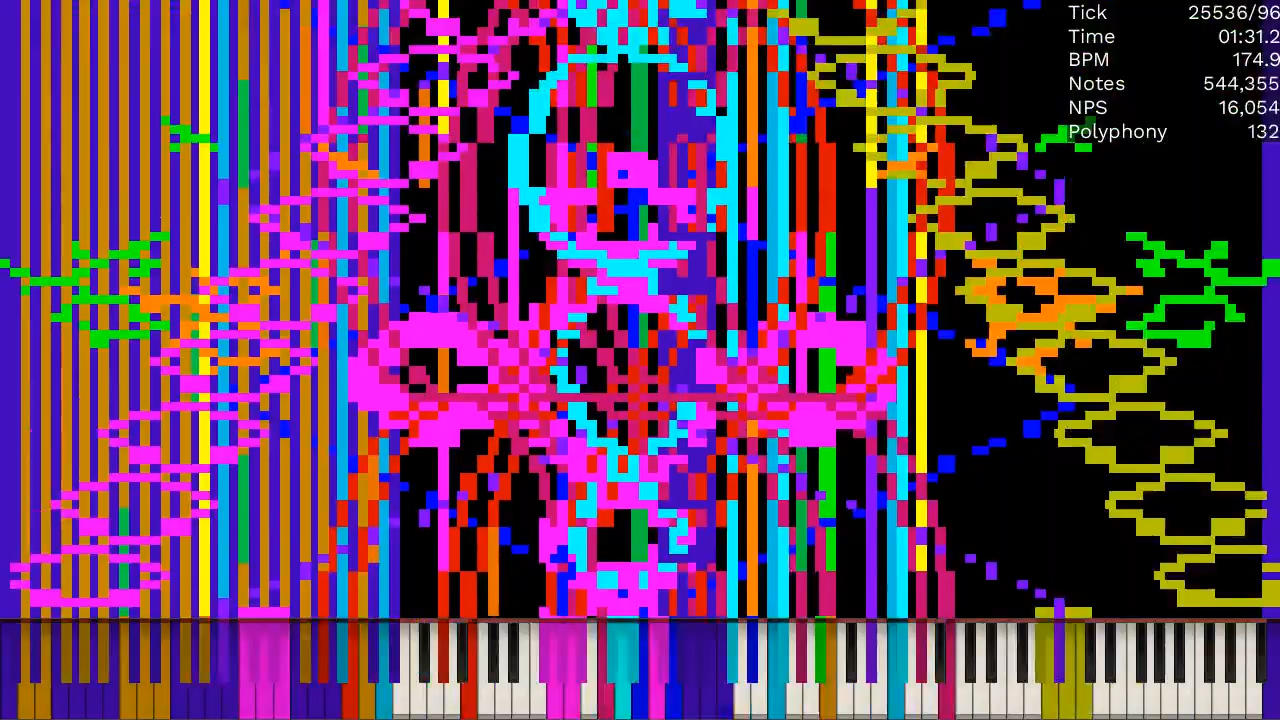 Tick 25536/96
Time 01:31.2
BPM 174.9
Notes 544,355
NPS 16,054
Polyphony 132